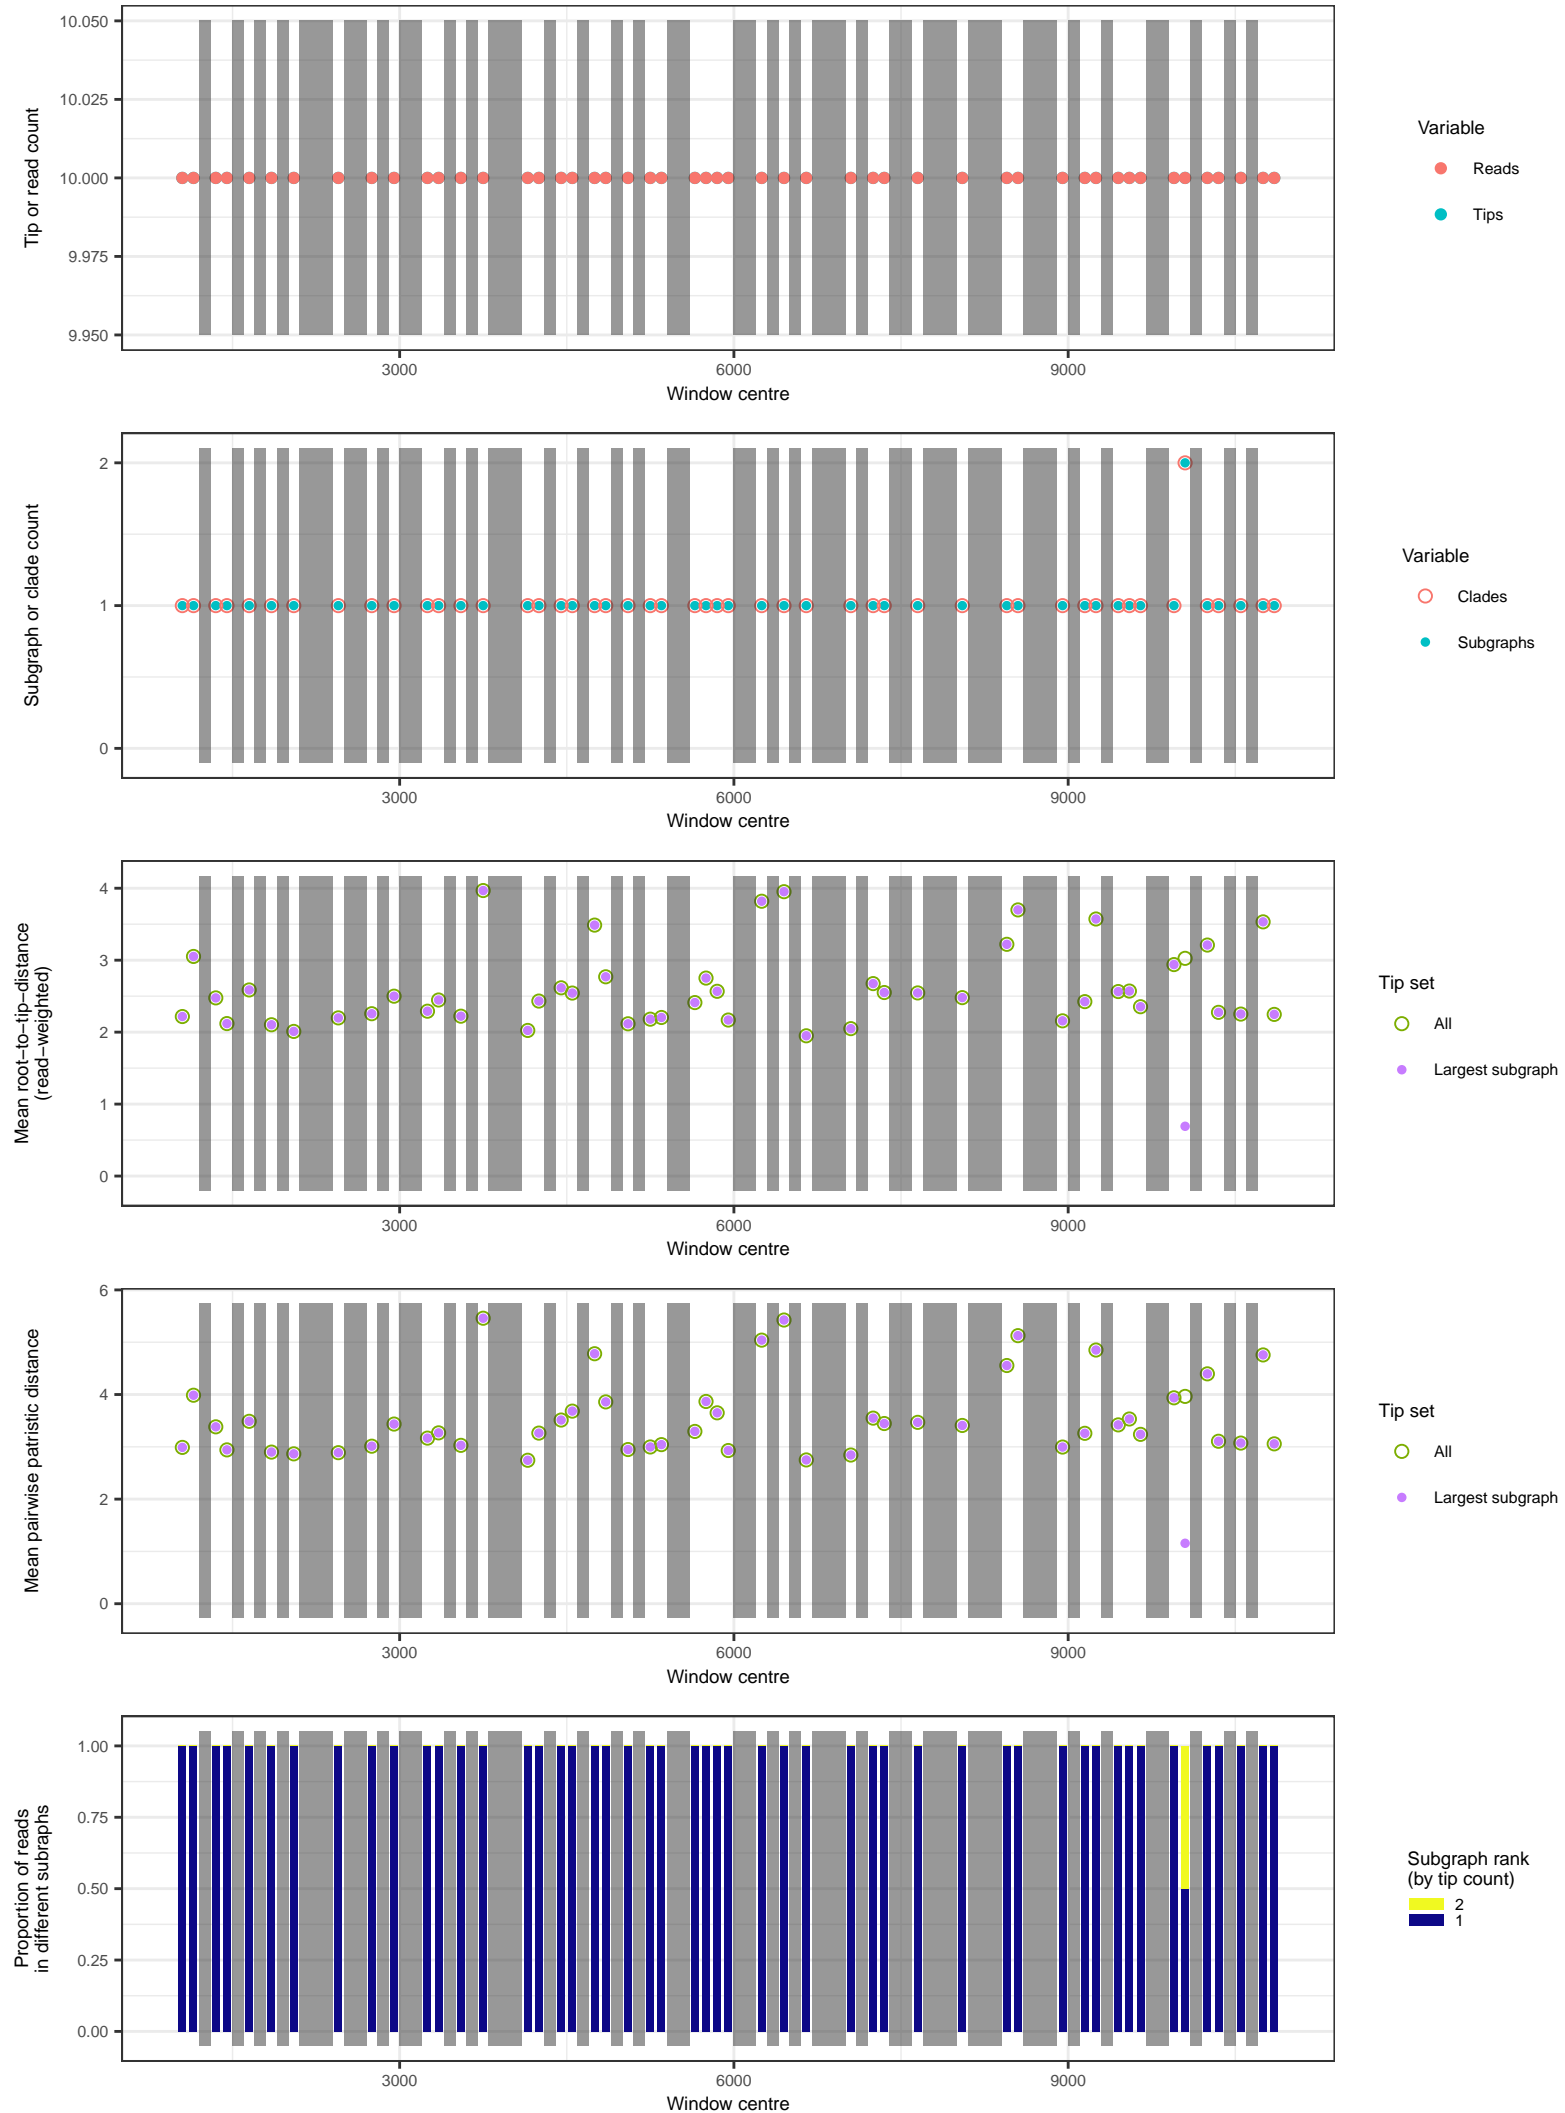 10.050
10.025
10.000
9.975
9.950
Tip or read count
3000
6000
9000
Window centre
Variable
Reads
Tips
2
1
0
Subgraph or clade count
3000
6000
9000
Window centre
Variable
Clades
Subgraphs
4
3
2
1
0
Mean root−to−tip−distance
(read−weighted)
3000
6000
9000
Window centre
Tip set
All
Largest subgraph
6
4
2
0
Mean pairwise patristic distance
3000
6000
9000
Window centre
Tip set
All
Largest subgraph
1.00
0.75
0.50
0.25
0.00
Proportion of reads
in different subraphs
3000
6000
9000
Window centre
Subgraph rank
(by tip count)
2
1